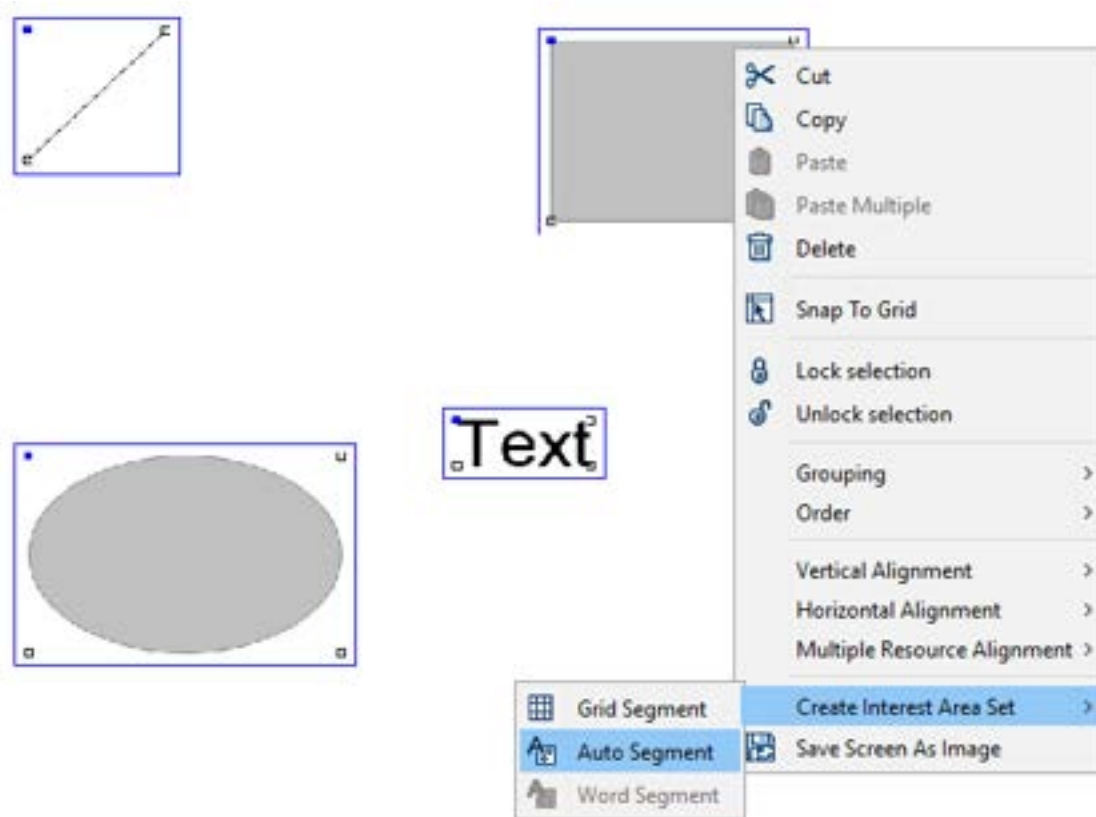 Cut
Copy
Paste
Paste Multiple
Delete
Snap To Grid
Lock selection
Unlock selection
Text
Grouping
Order
Vertical Alignment
Horizontal Alignment
Multiple Resource Alignment
Create Interest Area Set
Save Screen As Image
Grid Segment
Auto Segment
Word Segment